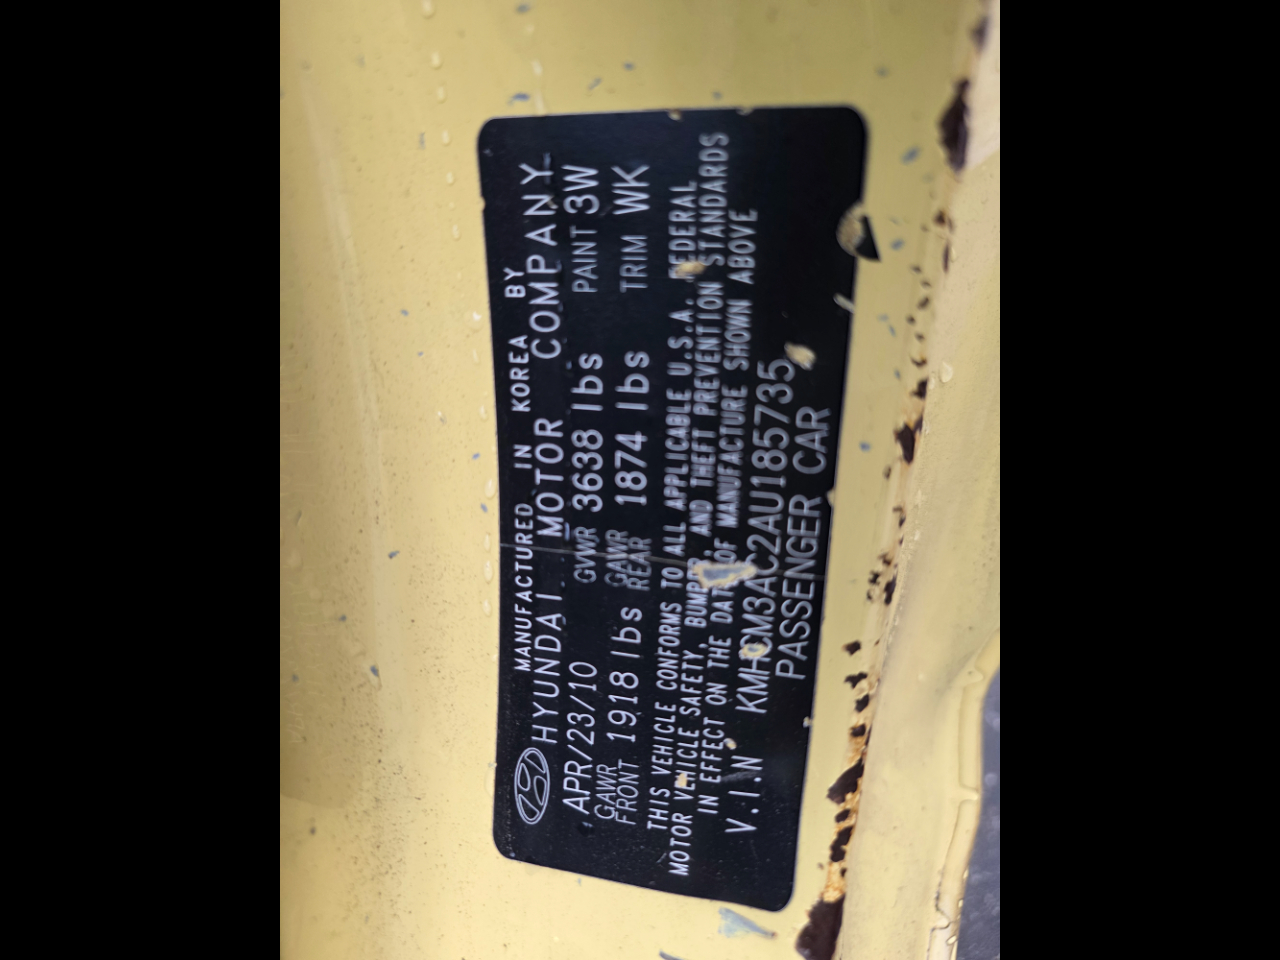 MANUFACTURED IN KOREA BY
HYUNDAI MOTOR COMPANY
APR/23/10 GVWR 3638 lbs PAINT 3W
GAWR FRONT 1918 lbs GAWR REAR 1874 lbs TRIM WK
THIS VEHICLE CONFORMS TO ALL APPLICABLE U.S.A. FEDERAL
MOTOR VEHICLE SAFETY, BUMPER, AND THEFT PREVENTION STANDARDS
IN EFFECT ON THE DATE OF MANUFACTURE SHOWN ABOVE
V.I.N KMHCM3AC2AU185735
PASSENGER CAR